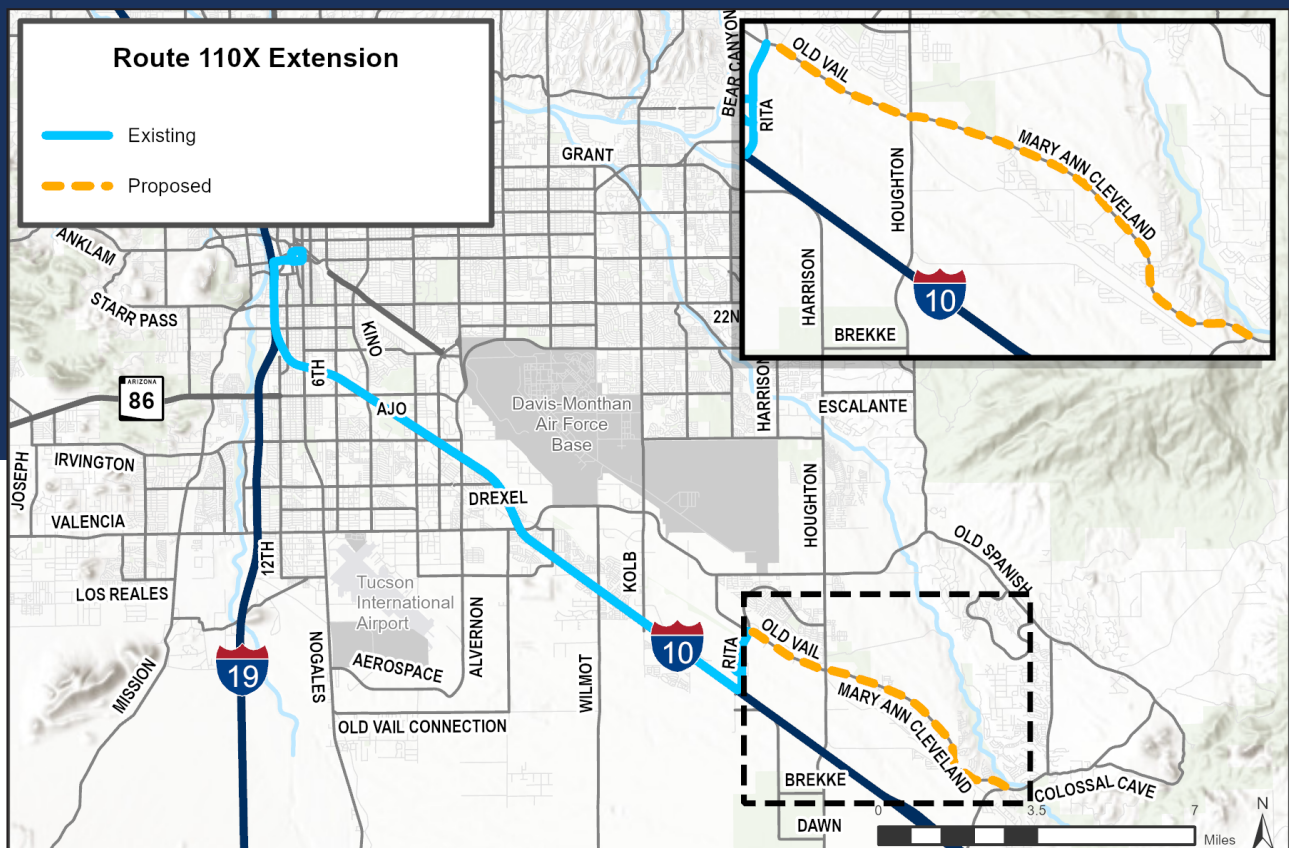 Route 110X Extension
Existing
Proposed
BEAR CANYON
GRANT
ANKLAM
STARR PASS
KINO
22N
6TH
ARIZONA
86
AJO
Davis-Monthan
Air Force
Base
HARRISON
ESCALANTE
JOSEPH
IRVINGTON
DREXEL
VALENCIA
HOUGHTON
12TH
KOLB
OLD SPANISH
LOS REALES
Tucson
International
Airport
ALVERNON
NOGALES
AEROSPACE
MISSION
19
WILMOT
10
RITA
OLD VAIL
MARY ANN CLEVELAND
OLD VAIL CONNECTION
BREKKE
DAWN
COLOSSAL CAVE
0
3.5
7
Miles
N
OLD VAIL
RITA
MARY ANN CLEVELAND
HOUGHTON
HARRISON
10
BREKKE